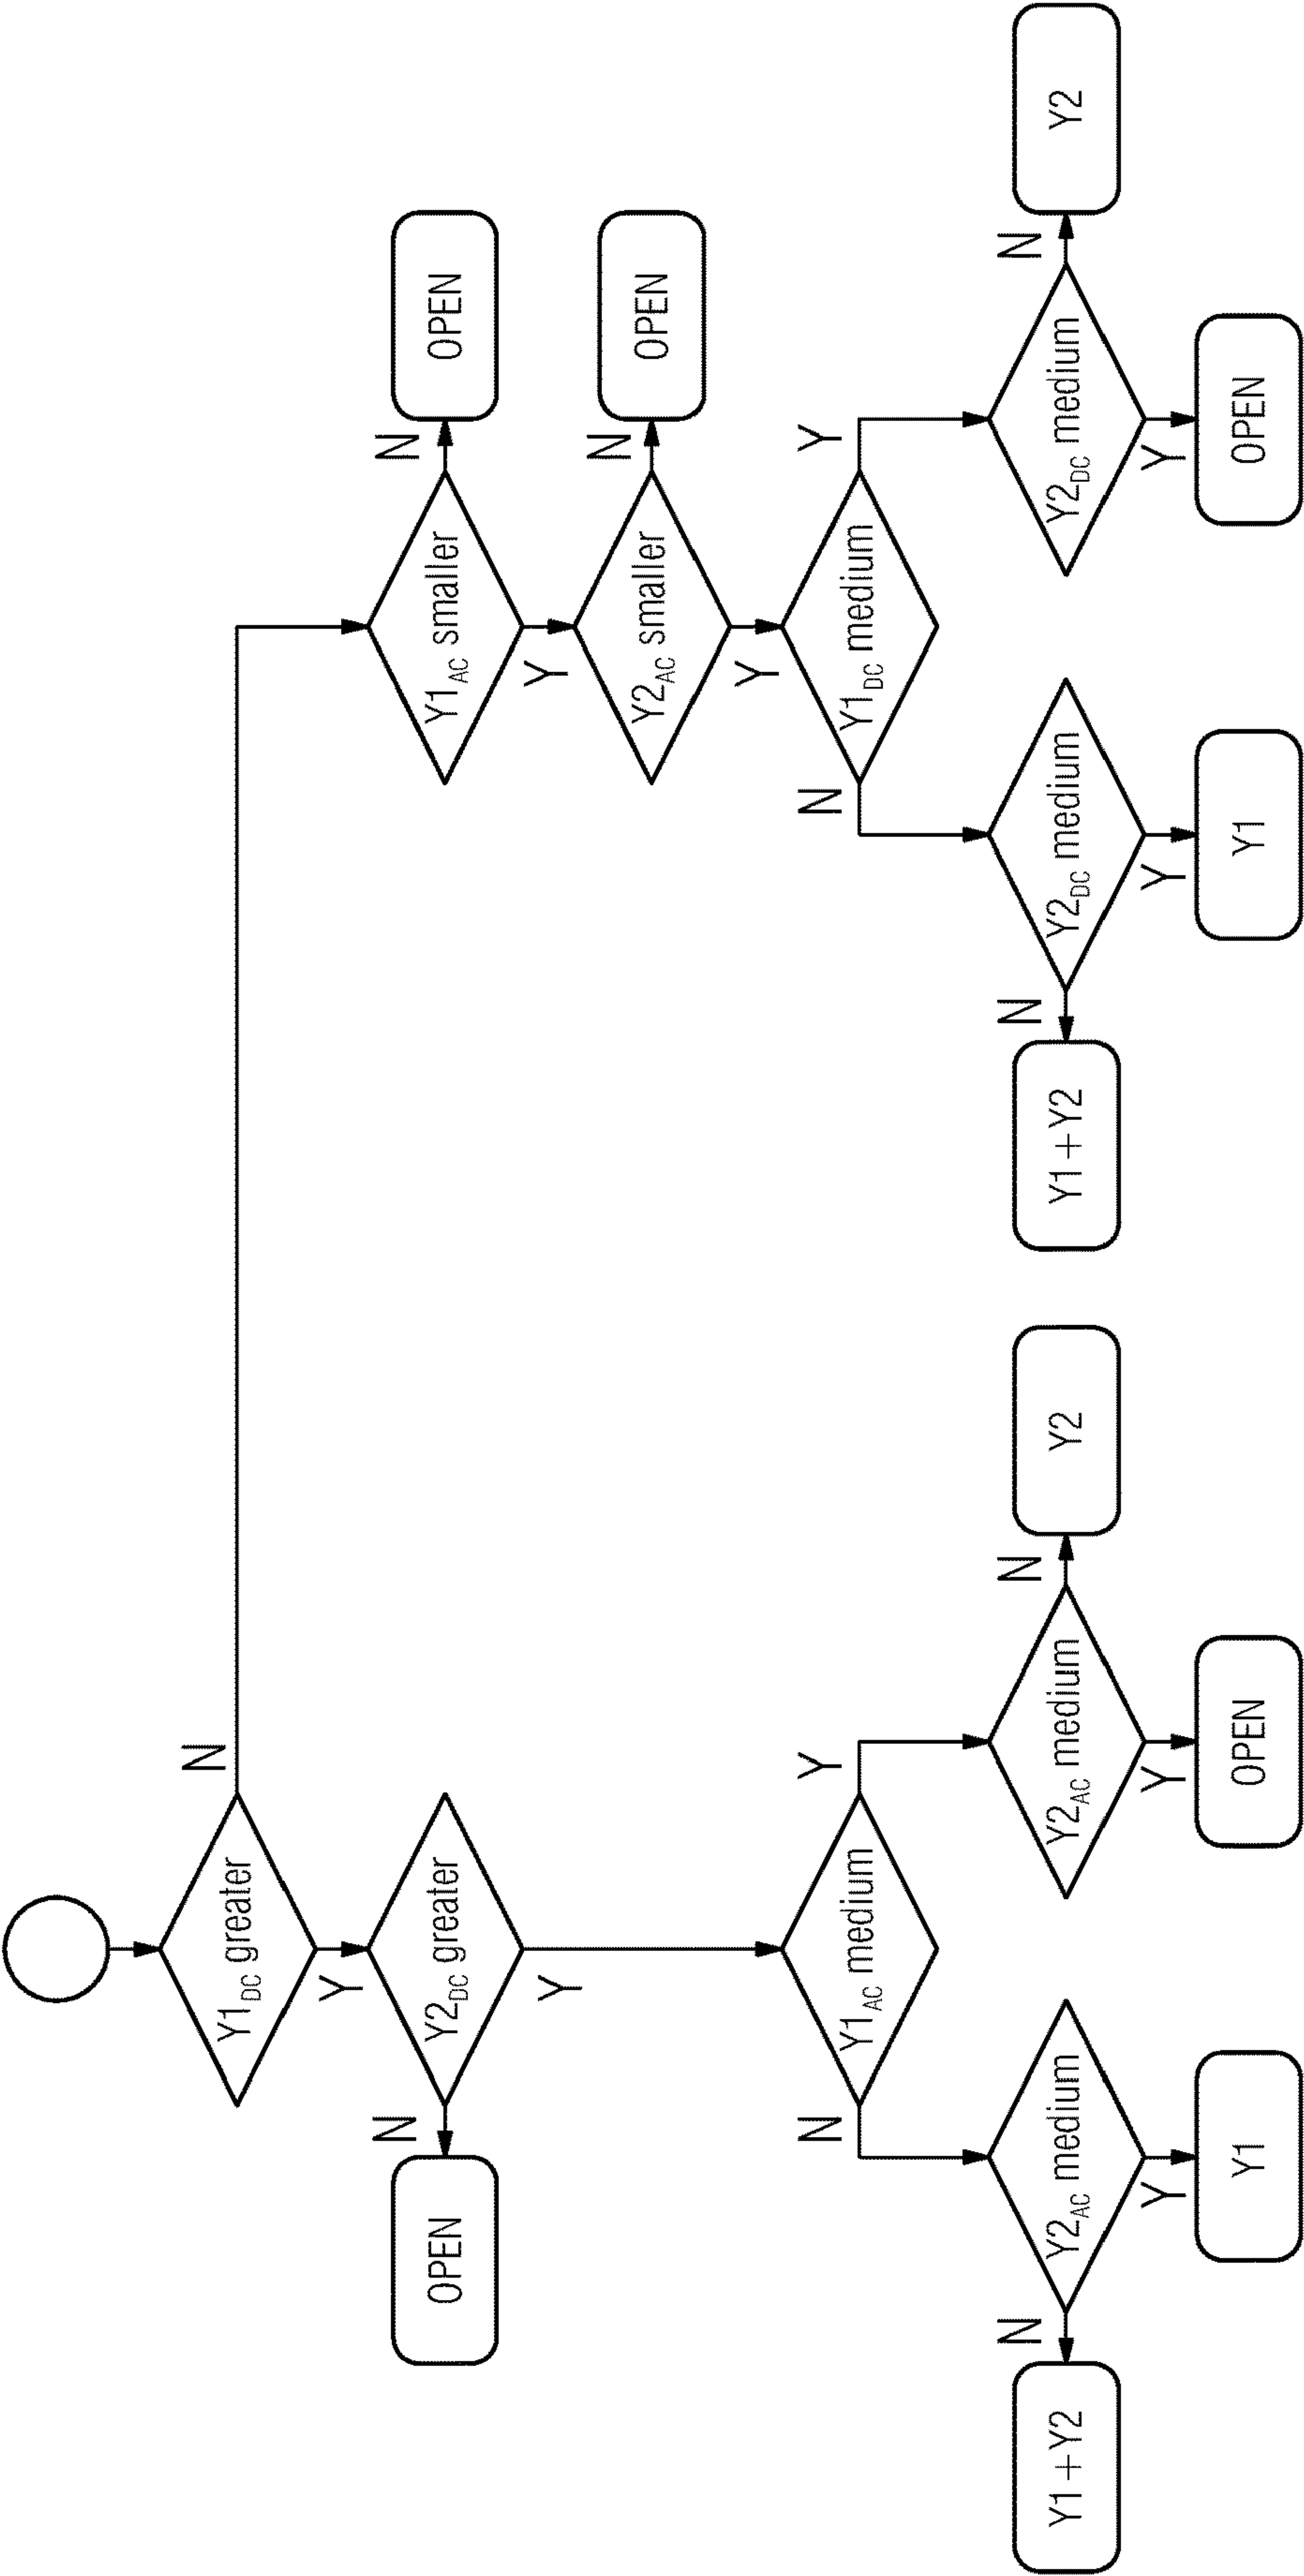 N
Y1DC greater
Y
N
N
OPEN
Y2DC greater
Y1AC smaller
OPEN
Y
Y
N
Y2AC smaller
OPEN
Y
N
Y
N
Y
Y1AC medium
Y1DC medium
N
N
N
N
Y1+Y2
Y2AC medium
Y2AC medium
Y2
Y1+Y2
Y2DC medium
Y2DC medium
Y2
Y
Y
Y
Y
Y1
OPEN
Y1
OPEN